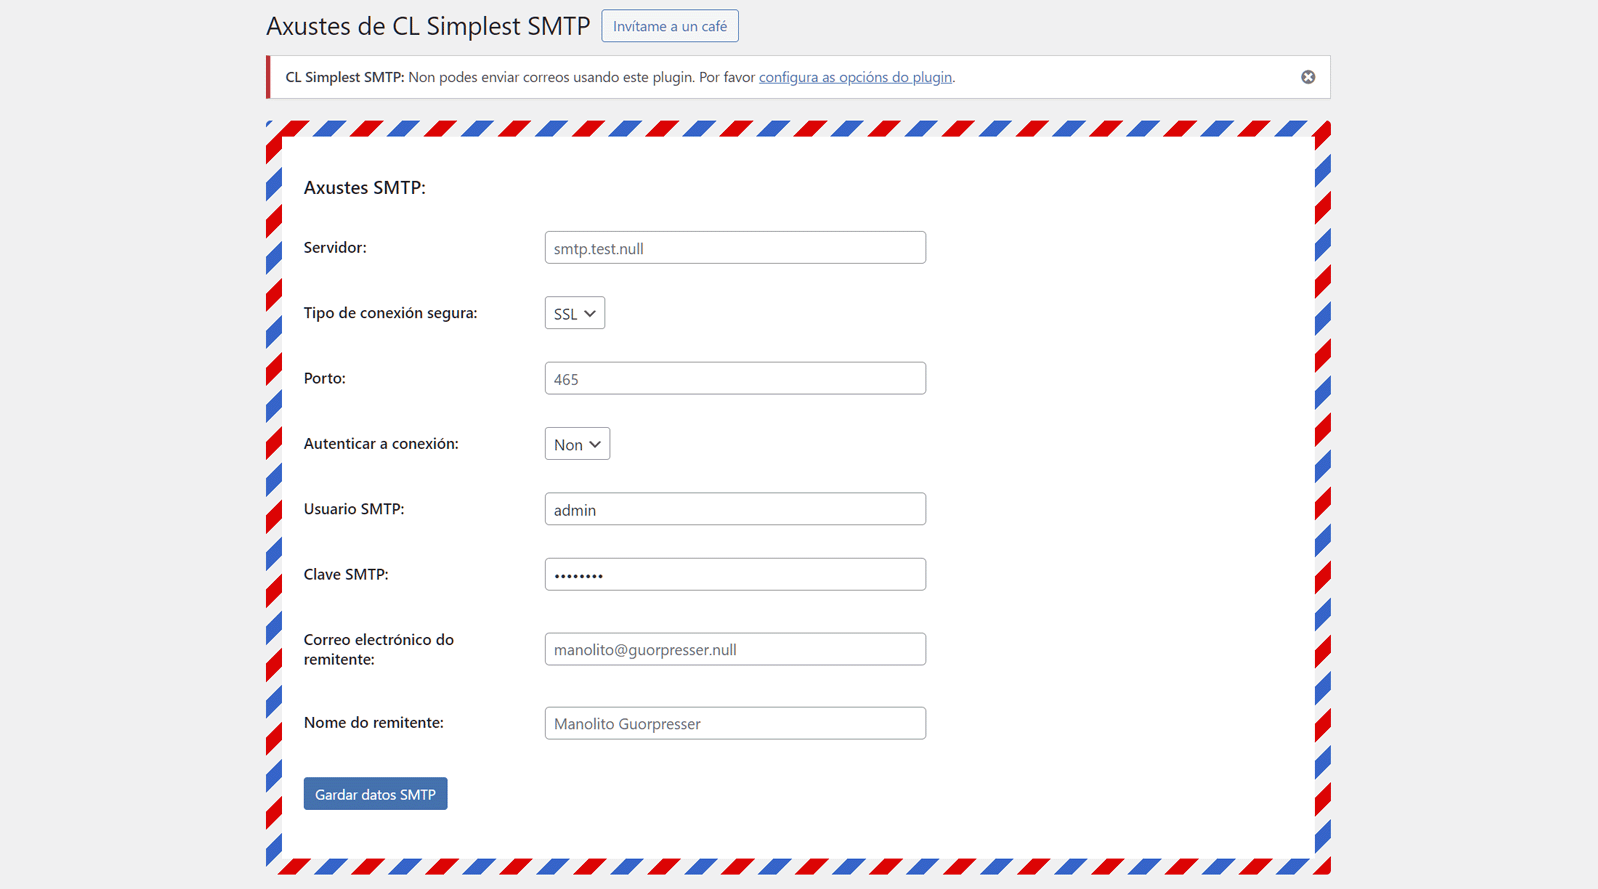 Axustes de CL Simplest SMTP
Invítame a un café
CL Simplest SMTP: Non podes enviar correos usando este plugin. Por favor configura as opcións do plugin.
Axustes SMTP:
Servidor:
smtp.test.null
Tipo de conexión segura:
SSL
Porto:
465
Autenticar a conexión:
Non
Usuario SMTP:
admin
Clave SMTP:
••••••••
Correo electrónico do
remitente:
manolito@guorpresser.null
Nome do remitente:
Manolito Guorpresser
Gardar datos SMTP